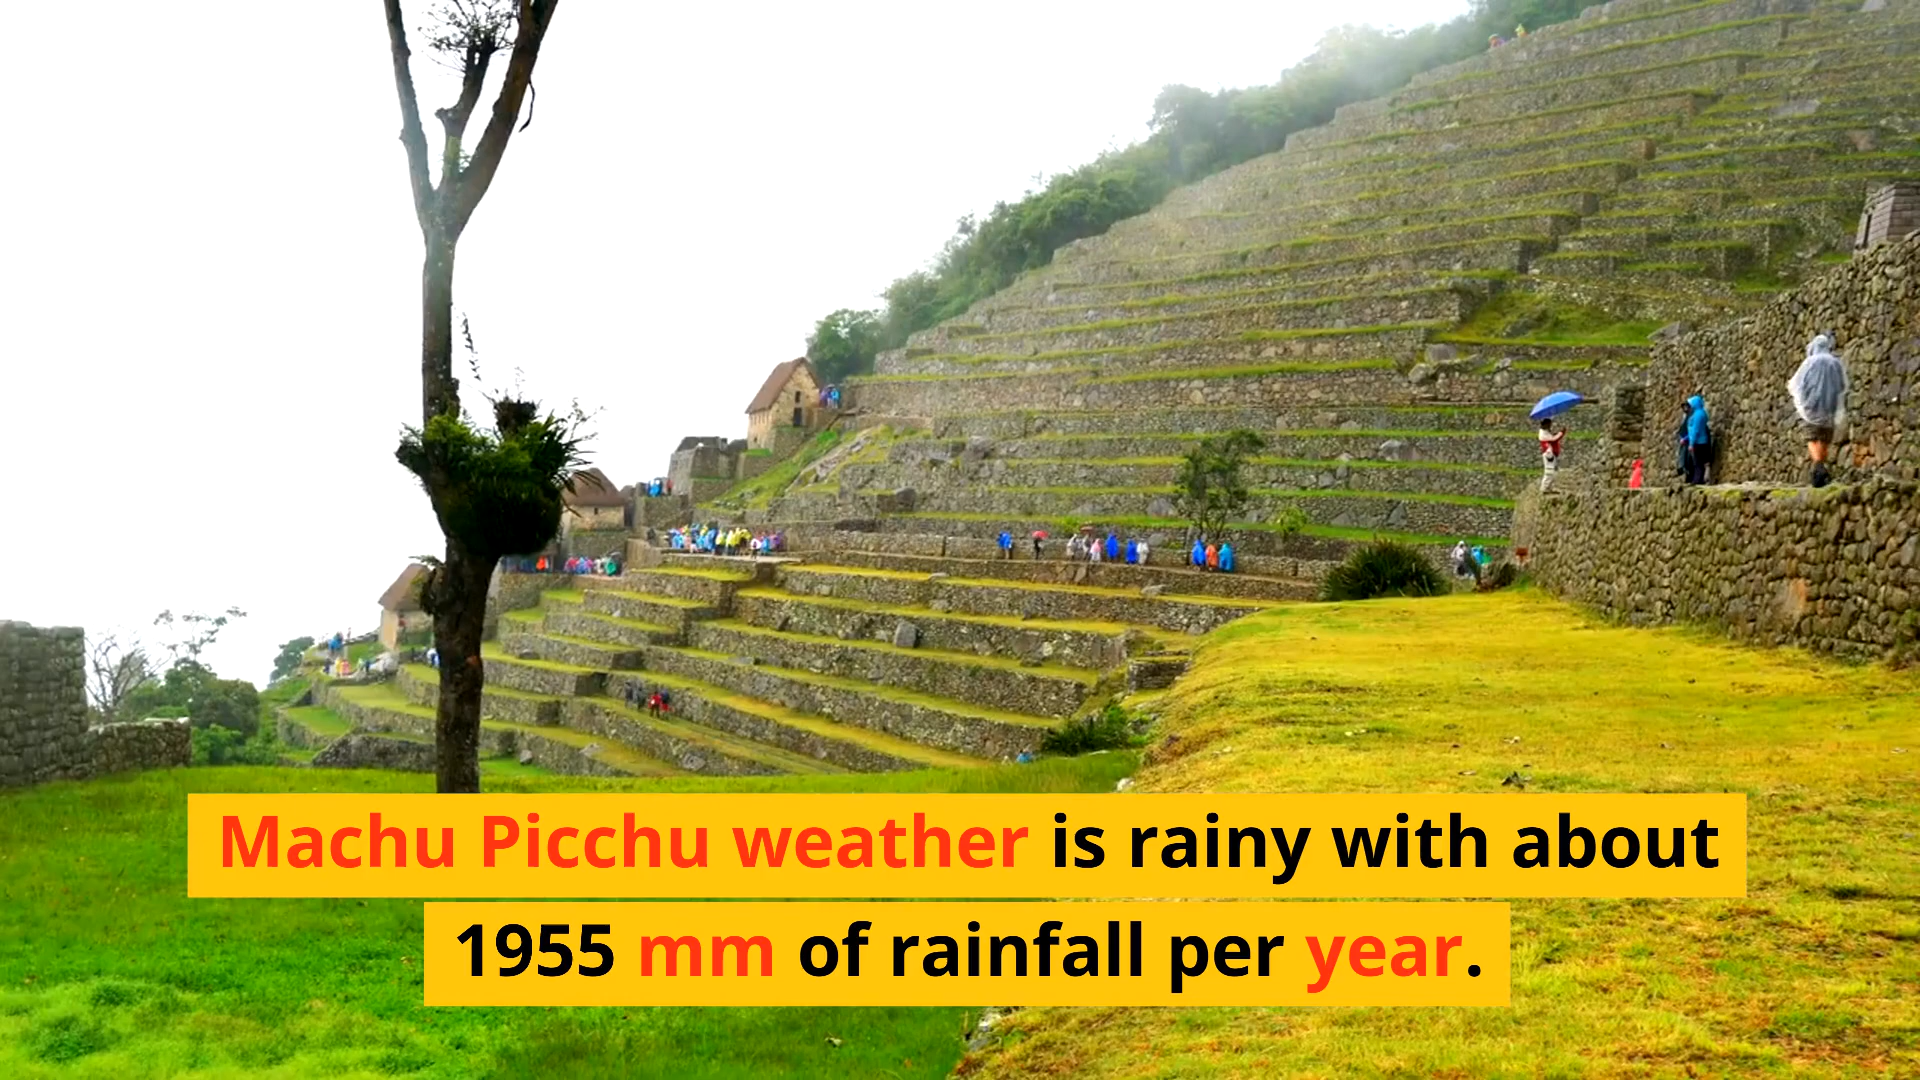 Machu Picchu weather is rainy with about
1955 mm of rainfall per year.